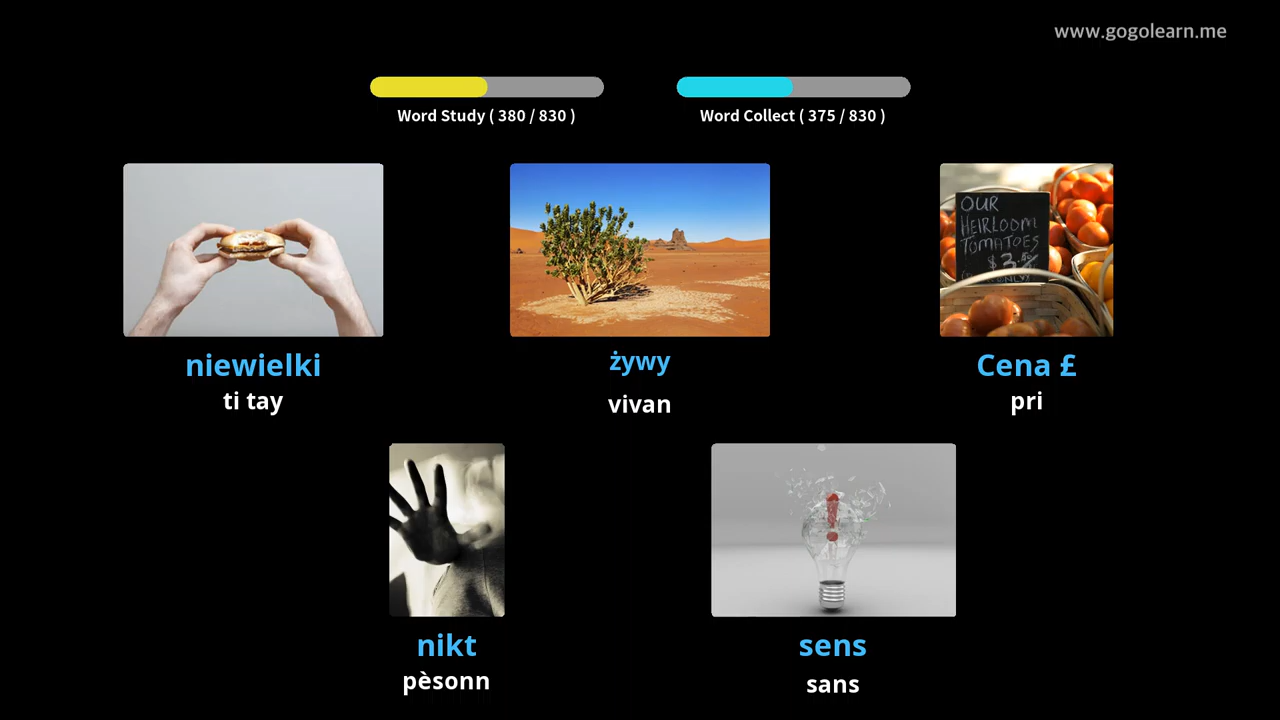 www.gogolearn.me
Word Study ( 380 / 830 )
Word Collect ( 375 / 830 )
OUR
HEIRLOOM
TOMATOES
niewielki
ti tay
żywy
vivan
Cena £
pri
nikt
pèsonn
sens
sans